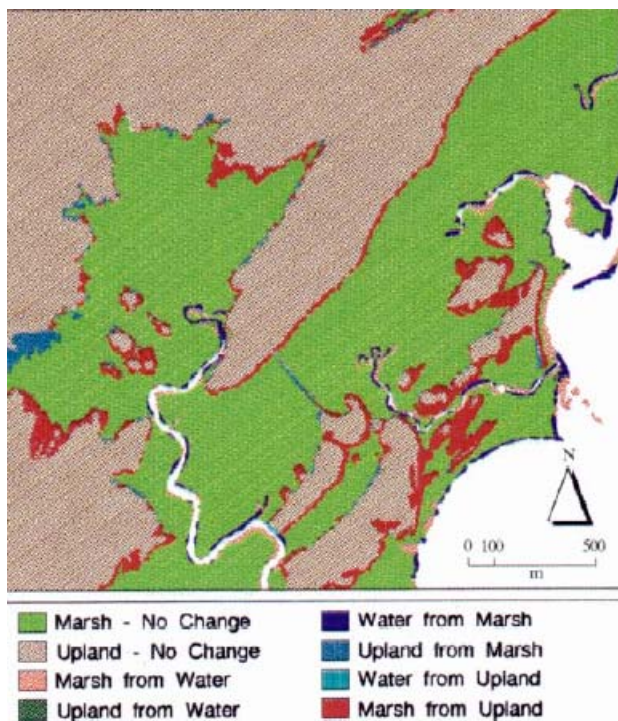 N
0 100 500
m
Marsh - No Change
Upland - No Change
Marsh from Water
Upland from Water
Water from Marsh
Upland from Marsh
Water from Upland
Marsh from Upland